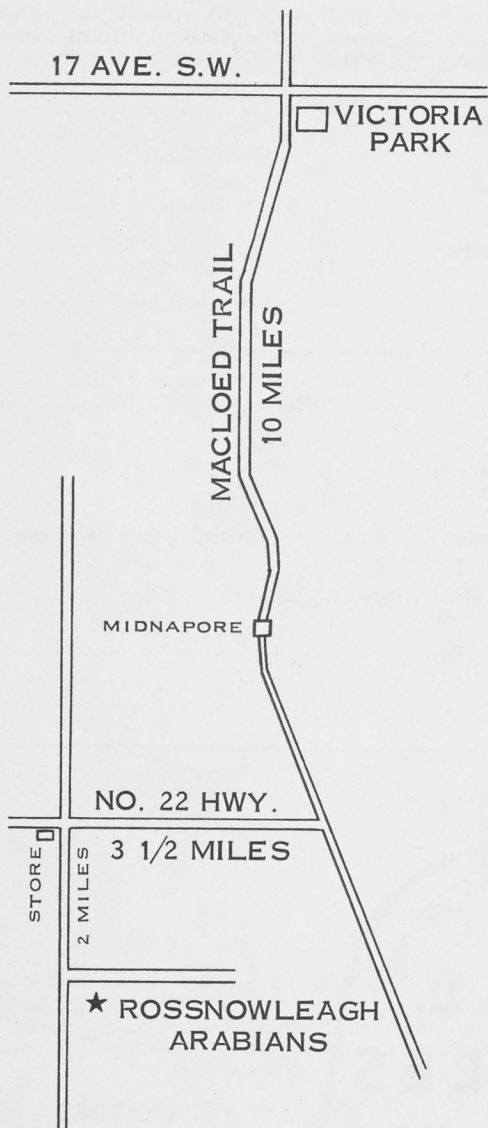 17 AVE. S.W.
VICTORIA
PARK
MACLOED TRAIL
10 MILES
MIDNAPORE
NO. 22 HWY.
3 1/2 MILES
STORE
2 MILES
ROSSNOWLEAGH
ARABIANS